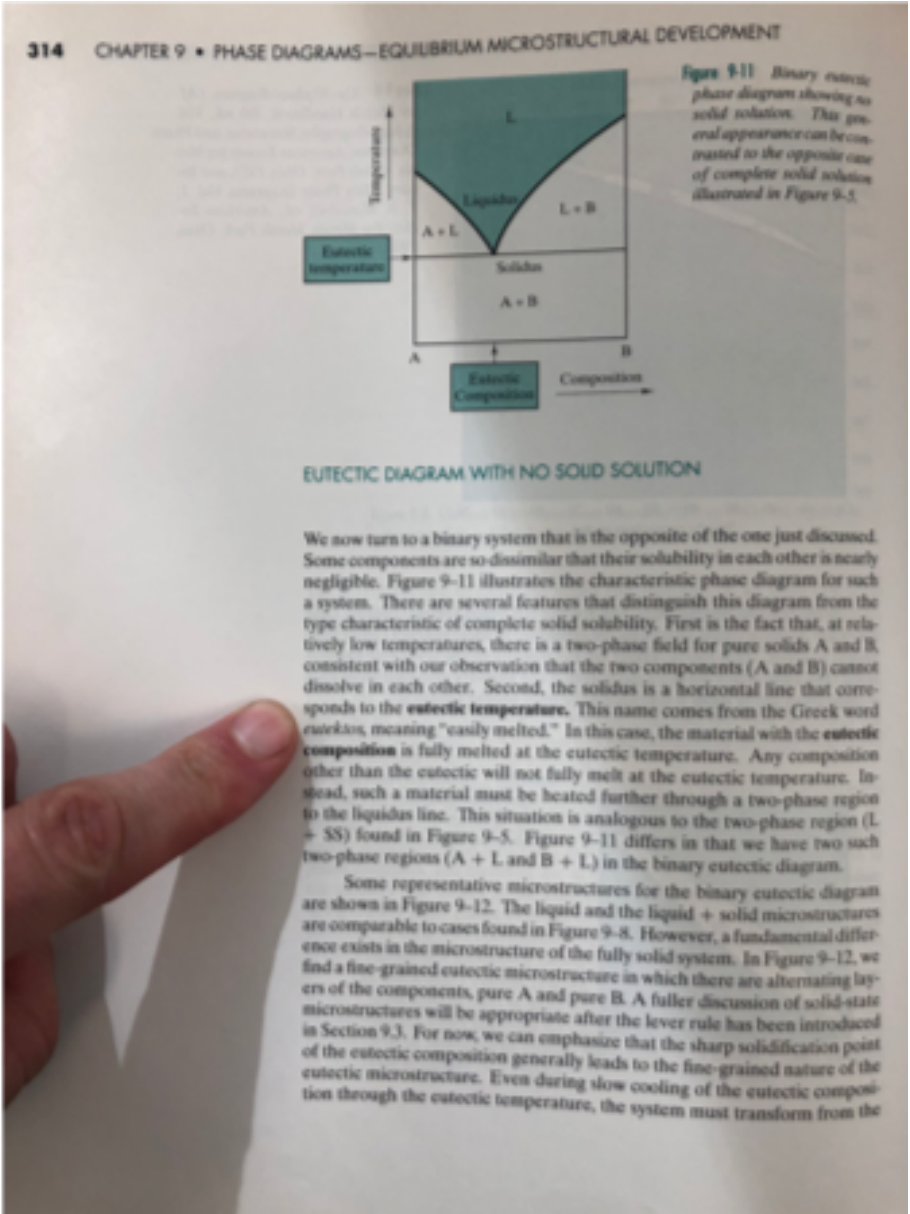 314 CHAPTER 9 • PHASE DIAGRAMS—EQUILIBRIUM MICROSTRUCTURAL DEVELOPMENT
Figure 9-11 Binary eutectic
phase diagram showing no
solid solution. This gen-
eral appearance can be con-
trasted to the opposite case
of complete solid solution
illustrated in Figure 9-5.
Temperature
L
Liquidus
L + B
A + L
Eutectic
temperature
Solidus
A + B
A
B
Eutectic
Composition
Composition
EUTECTIC DIAGRAM WITH NO SOLID SOLUTION
We now turn to a binary system that is the opposite of the one just discussed.
Some components are so dissimilar that their solubility in each other is nearly
negligible. Figure 9–11 illustrates the characteristic phase diagram for such
a system. There are several features that distinguish this diagram from the
type characteristic of complete solid solubility. First is the fact that, at rela-
tively low temperatures, there is a two-phase field for pure solids A and B,
consistent with our observation that the two components (A and B) cannot
dissolve in each other. Second, the solidus is a horizontal line that corre-
sponds to the eutectic temperature. This name comes from the Greek word
eutektos, meaning "easily melted." In this case, the material with the eutectic
composition is fully melted at the eutectic temperature. Any composition
other than the eutectic will not fully melt at the eutectic temperature. In-
stead, such a material must be heated further through a two-phase region
to the liquidus line. This situation is analogous to the two-phase region (L
+ SS) found in Figure 9–5. Figure 9–11 differs in that we have two such
two-phase regions (A + L and B + L) in the binary eutectic diagram.
Some representative microstructures for the binary eutectic diagram
are shown in Figure 9–12. The liquid and the liquid + solid microstructures
are comparable to cases found in Figure 9–8. However, a fundamental differ-
ence exists in the microstructure of the fully solid system. In Figure 9–12, we
find a fine-grained eutectic microstructure in which there are alternating lay-
ers of the components, pure A and pure B. A fuller discussion of solid-state
microstructures will be appropriate after the lever rule has been introduced
in Section 9.3. For now, we can emphasize that the sharp solidification point
of the eutectic composition generally leads to the fine-grained nature of the
eutectic microstructure. Even during slow cooling of the eutectic composi-
tion through the eutectic temperature, the system must transform from the